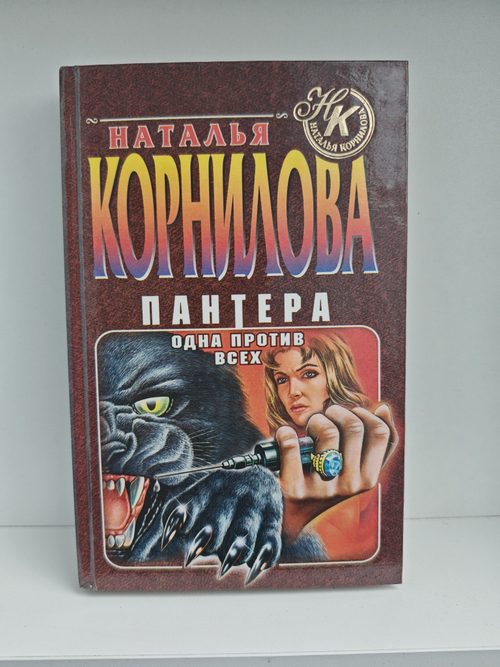 НК
НАТАЛЬЯ КОРНИЛОВА
НАТАЛЬЯ
КОРНИЛОВА
ПАНТЕРА
ОДНА ПРОТИВ
ВСЕХ